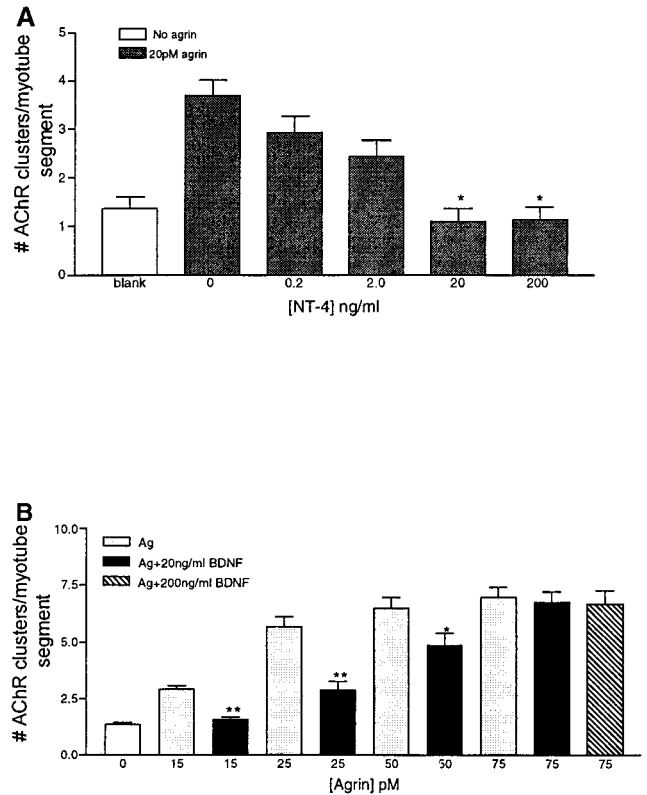 A
No agrin
20pM agrin
# AChR clusters/myotube
segment
5
4
3
2
1
0
*
*
blank 0 0.2 2.0 20 200
[NT-4] ng/ml
B
Ag
Ag+20ng/ml BDNF
Ag+200ng/ml BDNF
# AChR clusters/myotube
segment
10.0
7.5
5.0
2.5
0.0
**
**
*
0 15 15 25 25 50 50 75 75 75
[Agrin] pM